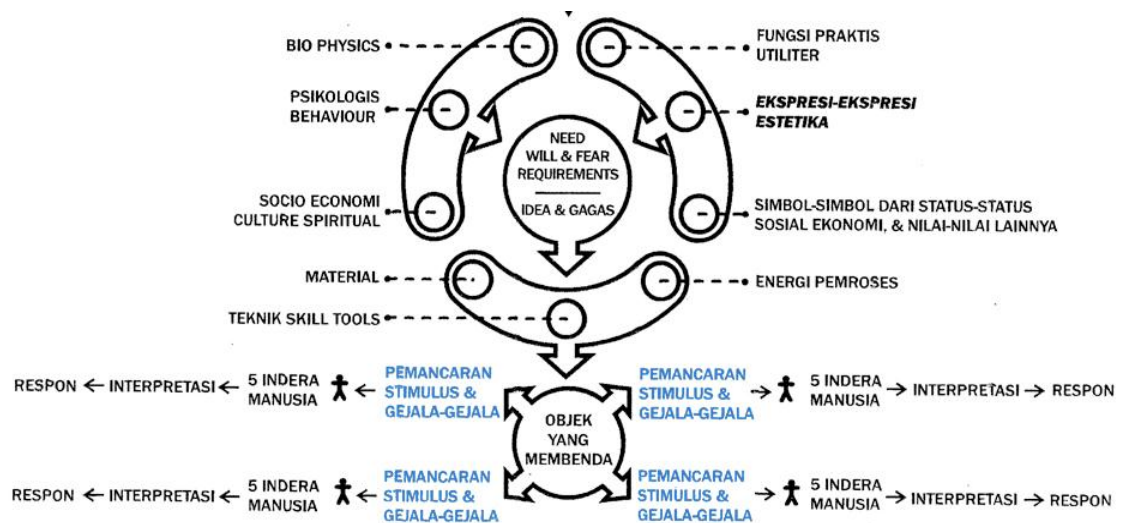 BIO PHYSICS
PSIKOLOGIS
BEHAVIOUR
SOCIO ECONOMI
CULTURE SPIRITUAL
FUNGSI PRAKTIS
UTILITER
EKSPRESI-EKSPRESI
ESTETIKA
SIMBOL-SIMBOL DARI STATUS-STATUS
SOSIAL EKONOMI, & NILAI-NILAI LAINNYA
NEED
WILL & FEAR
REQUIREMENTS
IDEA & GAGAS
MATERIAL
TEKNIK SKILL TOOLS
ENERGI PEMROSES
RESPON ← INTERPRETASI ← 5 INDERA
MANUSIA
← PEMANCARAN
STIMULUS &
GEJALA-GEJALA
PEMANCARAN
STIMULUS &
GEJALA-GEJALA
→ 5 INDERA
MANUSIA
→ INTERPRETASI → RESPON
OBJEK
YANG
MEMBENDA
RESPON ← INTERPRETASI ← 5 INDERA
MANUSIA
← PEMANCARAN
STIMULUS &
GEJALA-GEJALA
PEMANCARAN
STIMULUS &
GEJALA-GEJALA
→ 5 INDERA
MANUSIA
→ INTERPRETASI → RESPON